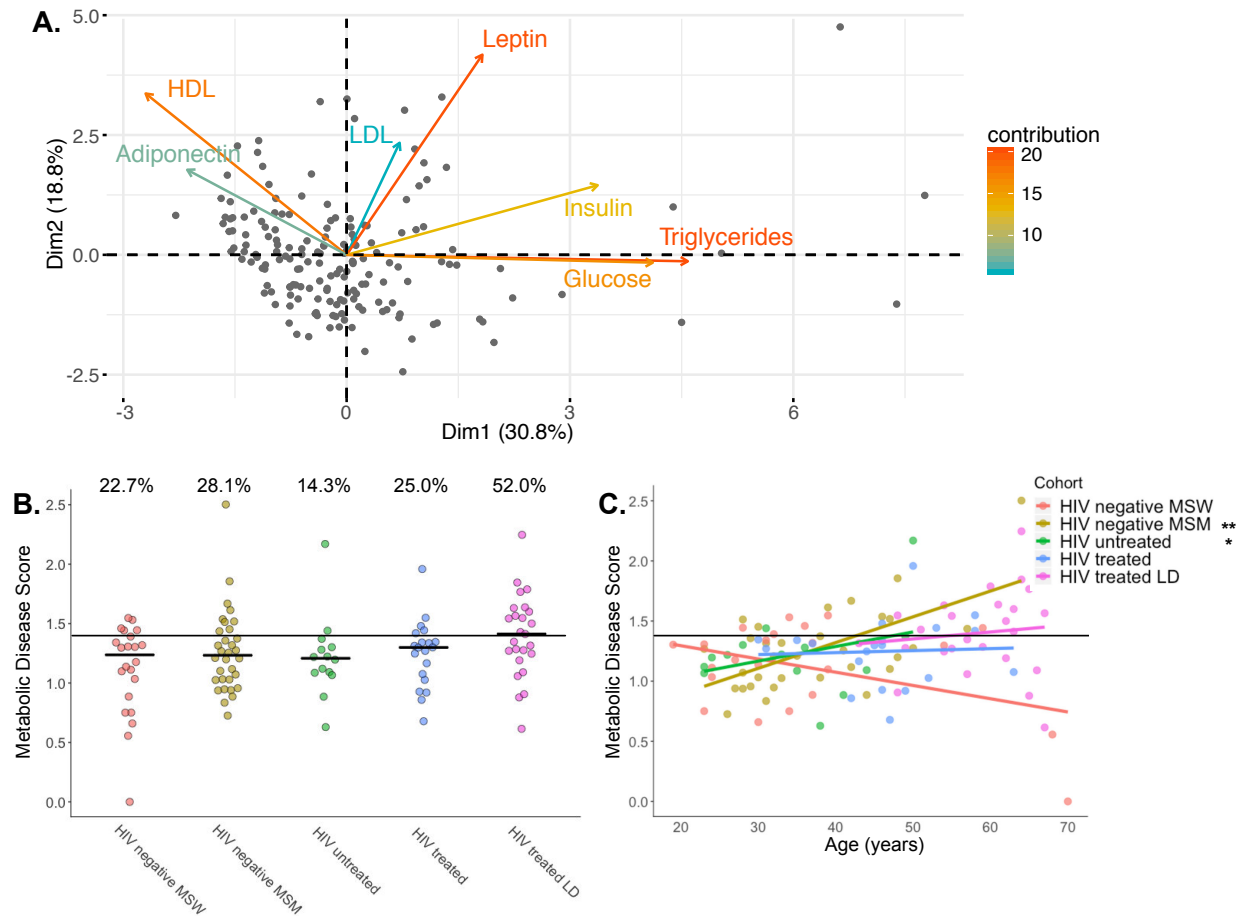 A.
5.0
2.5
0.0
-2.5
Dim2 (18.8%)
-3
0
3
6
Dim1 (30.8%)
Leptin
HDL
LDL
Adiponectin
Insulin
Triglycerides
Glucose
contribution
20
15
10
B.
22.7% 28.1% 14.3% 25.0% 52.0%
Metabolic Disease Score
2.5
2.0
1.5
1.0
0.5
0.0
HIV negative MSW
HIV negative MSM
HIV untreated
HIV treated
HIV treated LD
C.
Metabolic Disease Score
2.5
2.0
1.5
1.0
0.5
0.0
20 30 40 50 60 70
Age (years)
Cohort
HIV negative MSW
HIV negative MSM **
HIV untreated *
HIV treated
HIV treated LD